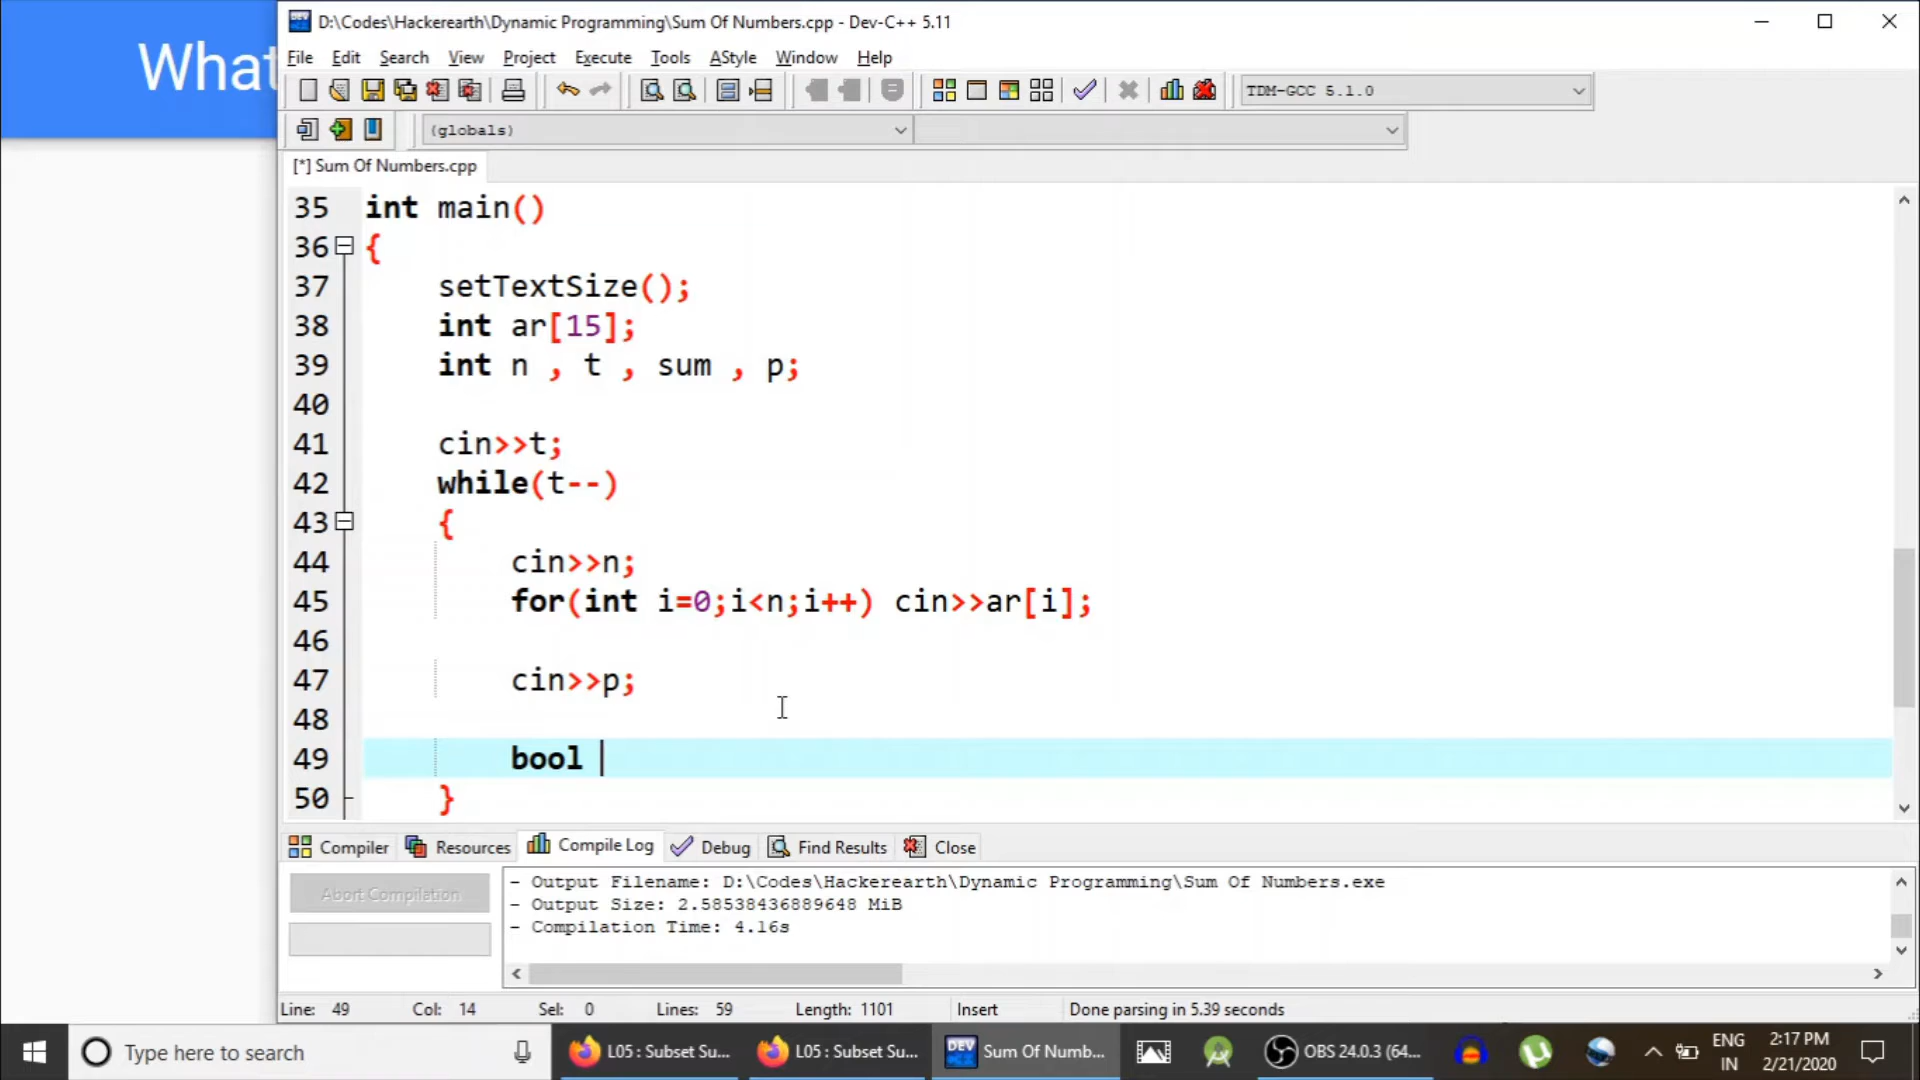 What
D:\Codes\Hackerearth\Dynamic Programming\Sum Of Numbers.cpp - Dev-C++ 5.11
File Edit Search View Project Execute Tools AStyle Window Help
TDM-GCC 5.1.0
(globals)
[*] Sum Of Numbers.cpp
35 int main()
36 {
37 setTextSize();
38 int ar[15];
39 int n , t , sum , p;
40
41 cin>>t;
42 while(t--)
43 {
44 cin>>n;
45 for(int i=0;i<n;i++) cin>>ar[i];
46
47 cin>>p;
48
49 bool
50 }
Compiler Resources Compile Log Debug Find Results Close
Abort Compilation
- Output Filename: D:\Codes\Hackerearth\Dynamic Programming\Sum Of Numbers.exe
- Output Size: 2.58538436889648 MiB
- Compilation Time: 4.16s
Line: 49 Col: 14 Sel: 0 Lines: 59 Length: 1101 Insert Done parsing in 5.39 seconds
Type here to search
L05 : Subset Su...
L05 : Subset Su...
DEV
Sum Of Numb...
OBS 24.0.3 (64...
ENG
IN
2:17 PM
2/21/2020